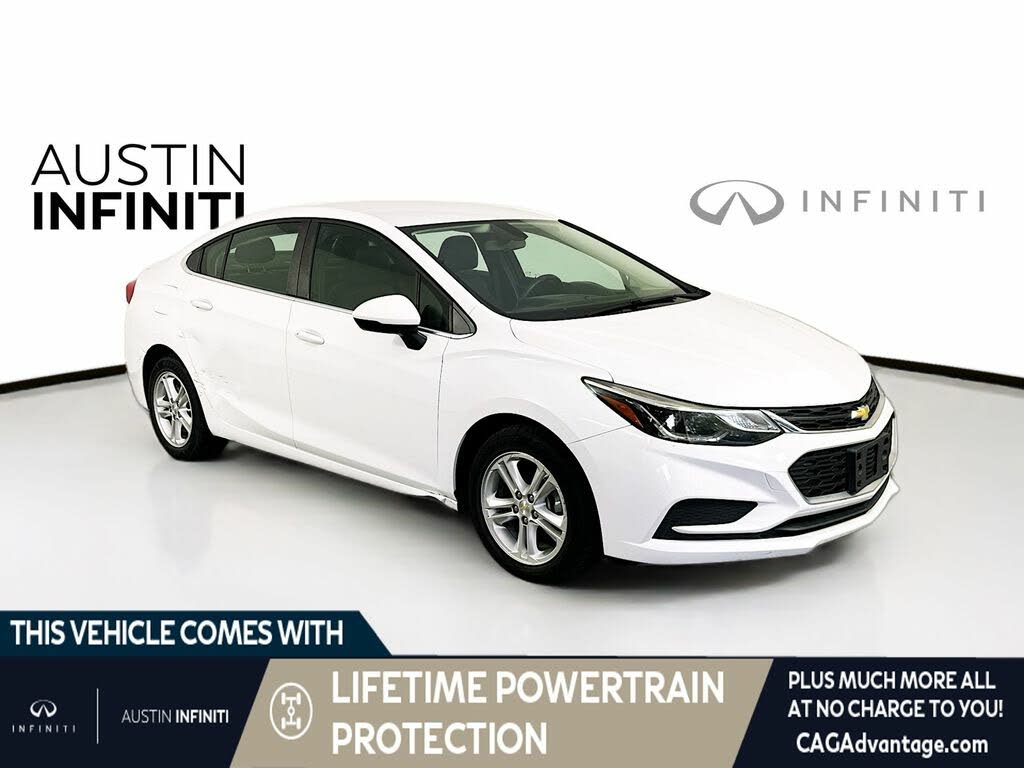 AUSTIN
INFINITI
INFINITI
THIS VEHICLE COMES WITH
INFINITI
AUSTIN INFINITI
LIFETIME POWERTRAIN
PROTECTION
PLUS MUCH MORE ALL
AT NO CHARGE TO YOU!
CAGAdvantage.com